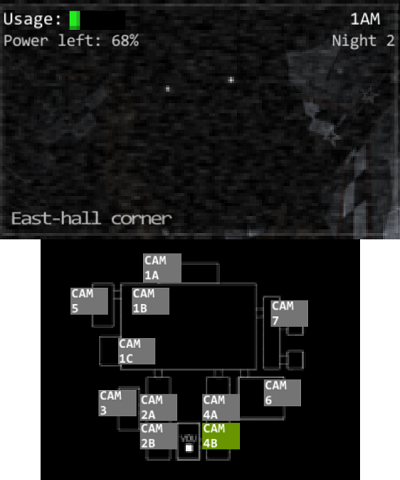 Usage:
1AM
Power left: 68%
Night 2
East-hall corner
CAM
1A
CAM
5
CAM
1B
CAM
7
CAM
1C
CAM
6
CAM
3
CAM
2A
CAM
4A
CAM
2B
YOU
CAM
4B